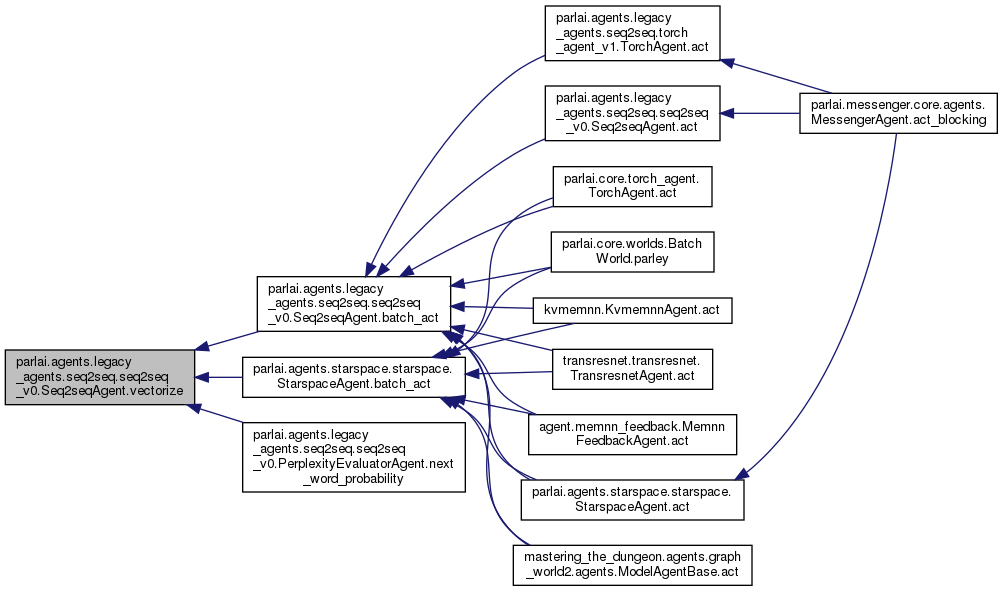 parlai.agents.legacy
_agents.seq2seq.torch
_agent_v1.TorchAgent.act
parlai.messenger.core.agents.
MessengerAgent.act_blocking
parlai.agents.legacy
_agents.seq2seq.seq2seq
_v0.Seq2seqAgent.act
parlai.core.torch_agent.
TorchAgent.act
parlai.core.worlds.Batch
World.parley
parlai.agents.legacy
_agents.seq2seq.seq2seq
_v0.Seq2seqAgent.batch_act
kvmemnn.KvmemnnAgent.act
parlai.agents.legacy
_agents.seq2seq.seq2seq
_v0.Seq2seqAgent.vectorize
parlai.agents.starspace.starspace.
StarspaceAgent.batch_act
transresnet.transresnet.
TransresnetAgent.act
agent.memnn_feedback.Memnn
FeedbackAgent.act
parlai.agents.legacy
_agents.seq2seq.seq2seq
_v0.PerplexityEvaluatorAgent.next
_word_probability
parlai.agents.starspace.starspace.
StarspaceAgent.act
mastering_the_dungeon.agents.graph
_world2.agents.ModelAgentBase.act